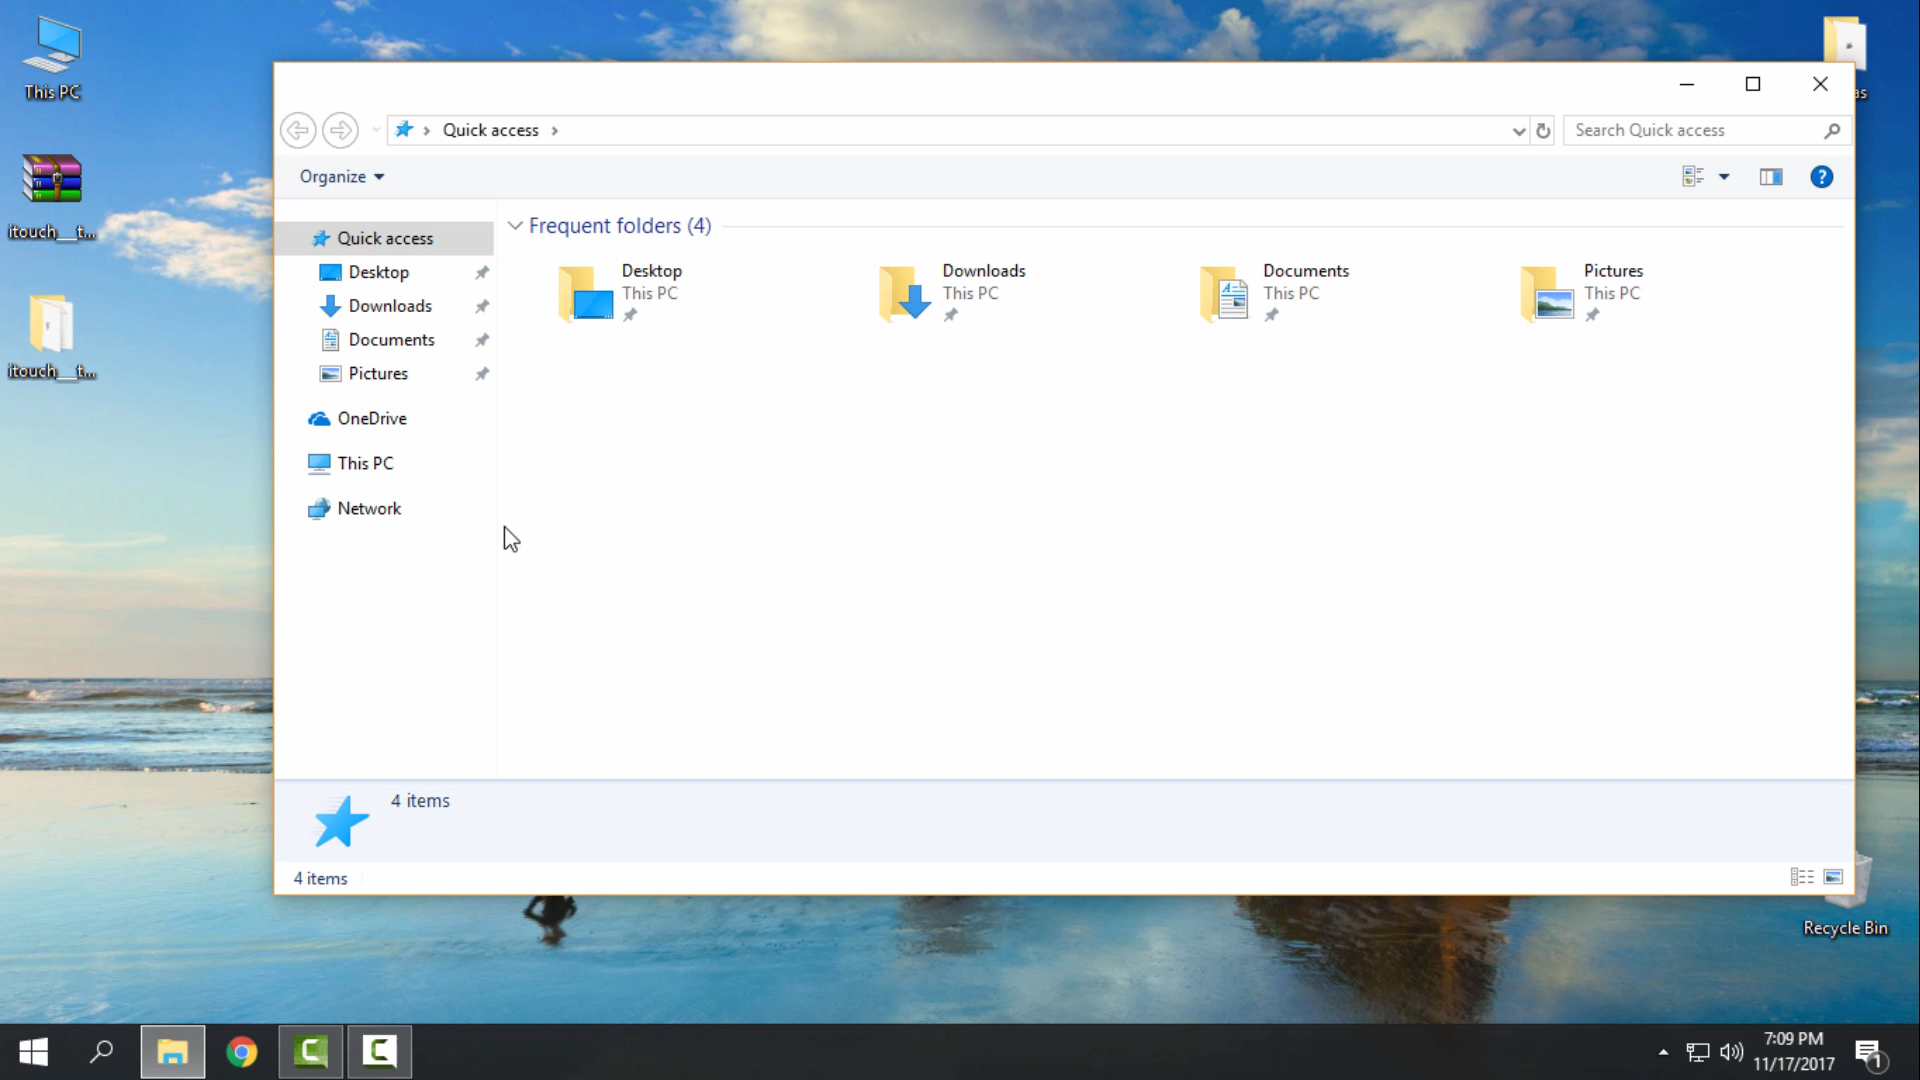 This PC
itouch__t...
itouch__t...
as
Quick access
Search Quick access
Organize
?
Quick access
Desktop
Downloads
Documents
Pictures
OneDrive
This PC
Network
Frequent folders (4)
Desktop
This PC
Downloads
This PC
Documents
This PC
Pictures
This PC
4 items
4 items
Recycle Bin
7:09 PM
11/17/2017
1